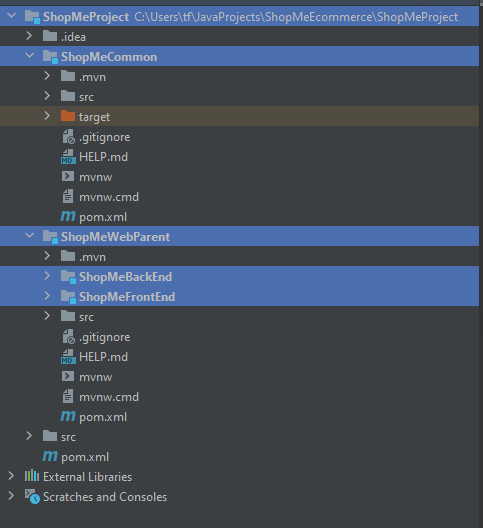 ShopMeProject C:\Users\tf\JavaProjects\ShopMeEcommerce\ShopMeProject
.idea
ShopMeCommon
.mvn
src
target
.gitignore
HELP.md
mvnw
mvnw.cmd
pom.xml
ShopMeWebParent
.mvn
ShopMeBackEnd
ShopMeFrontEnd
src
.gitignore
HELP.md
mvnw
mvnw.cmd
pom.xml
src
pom.xml
External Libraries
Scratches and Consoles